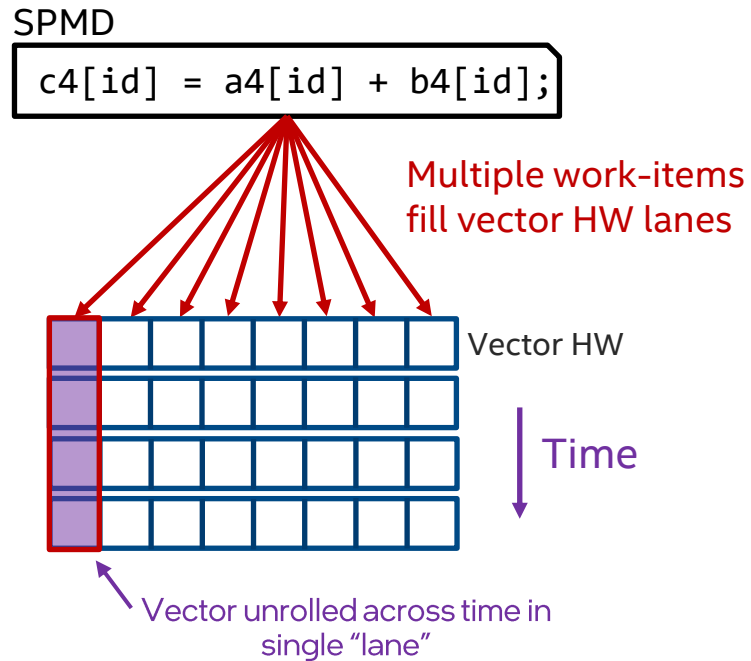 SPMD
c4[id] = a4[id] + b4[id];
Multiple work-items
fill vector HW lanes
Vector HW
Time
Vector unrolled across time in
single “lane”